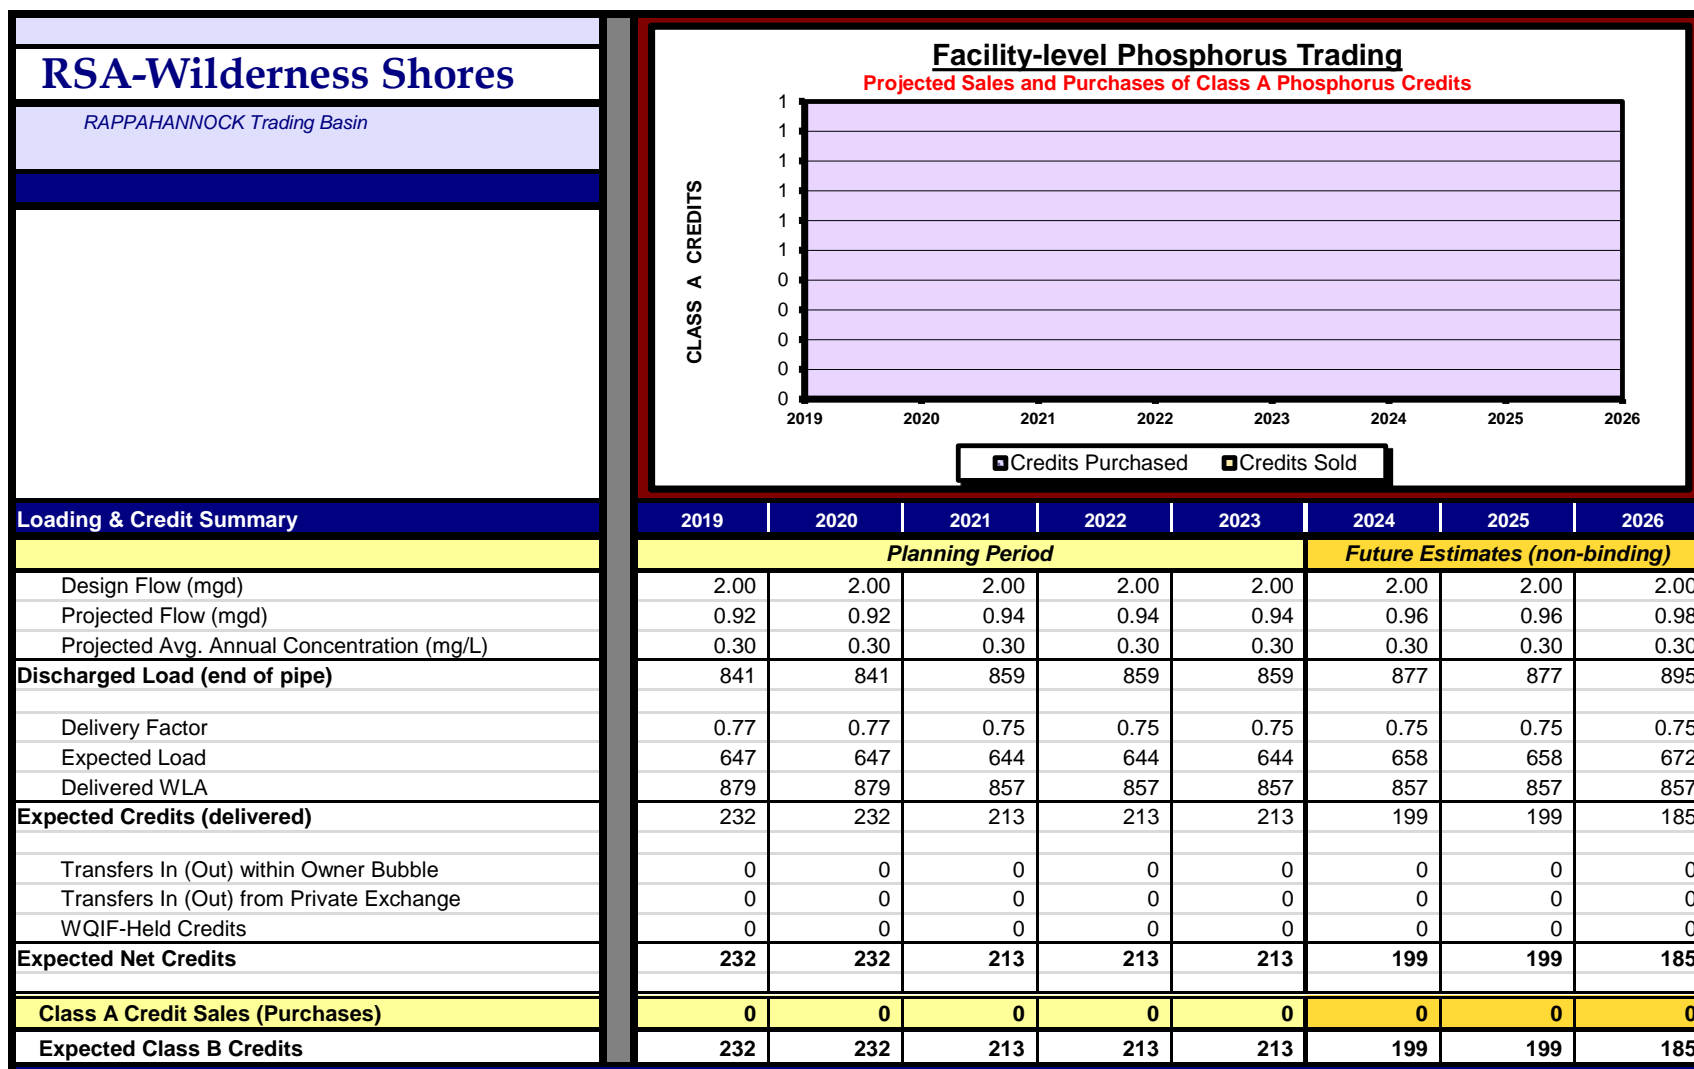 RSA-Wilderness Shores
RAPPAHANNOCK Trading Basin
Facility-level Phosphorus Trading
Projected Sales and Purchases of Class A Phosphorus Credits
CLASS A CREDITS
1
1
1
1
1
1
0
0
0
0
0
2019 2020 2021 2022 2023 2024 2025 2026
Credits Purchased Credits Sold
Loading & Credit Summary 2019 2020 2021 2022 2023 2024 2025 2026
Planning Period Future Estimates (non-binding)
Design Flow (mgd) 2.00 2.00 2.00 2.00 2.00 2.00 2.00 2.00
Projected Flow (mgd) 0.92 0.92 0.94 0.94 0.94 0.96 0.96 0.98
Projected Avg. Annual Concentration (mg/L) 0.30 0.30 0.30 0.30 0.30 0.30 0.30 0.30
Discharged Load (end of pipe) 841 841 859 859 859 877 877 895
Delivery Factor 0.77 0.77 0.75 0.75 0.75 0.75 0.75 0.75
Expected Load 647 647 644 644 644 658 658 672
Delivered WLA 879 879 857 857 857 857 857 857
Expected Credits (delivered) 232 232 213 213 213 199 199 185
Transfers In (Out) within Owner Bubble 0 0 0 0 0 0 0 0
Transfers In (Out) from Private Exchange 0 0 0 0 0 0 0 0
WQIF-Held Credits 0 0 0 0 0 0 0 0
Expected Net Credits 232 232 213 213 213 199 199 185
Class A Credit Sales (Purchases) 0 0 0 0 0 0 0 0
Expected Class B Credits 232 232 213 213 213 199 199 185